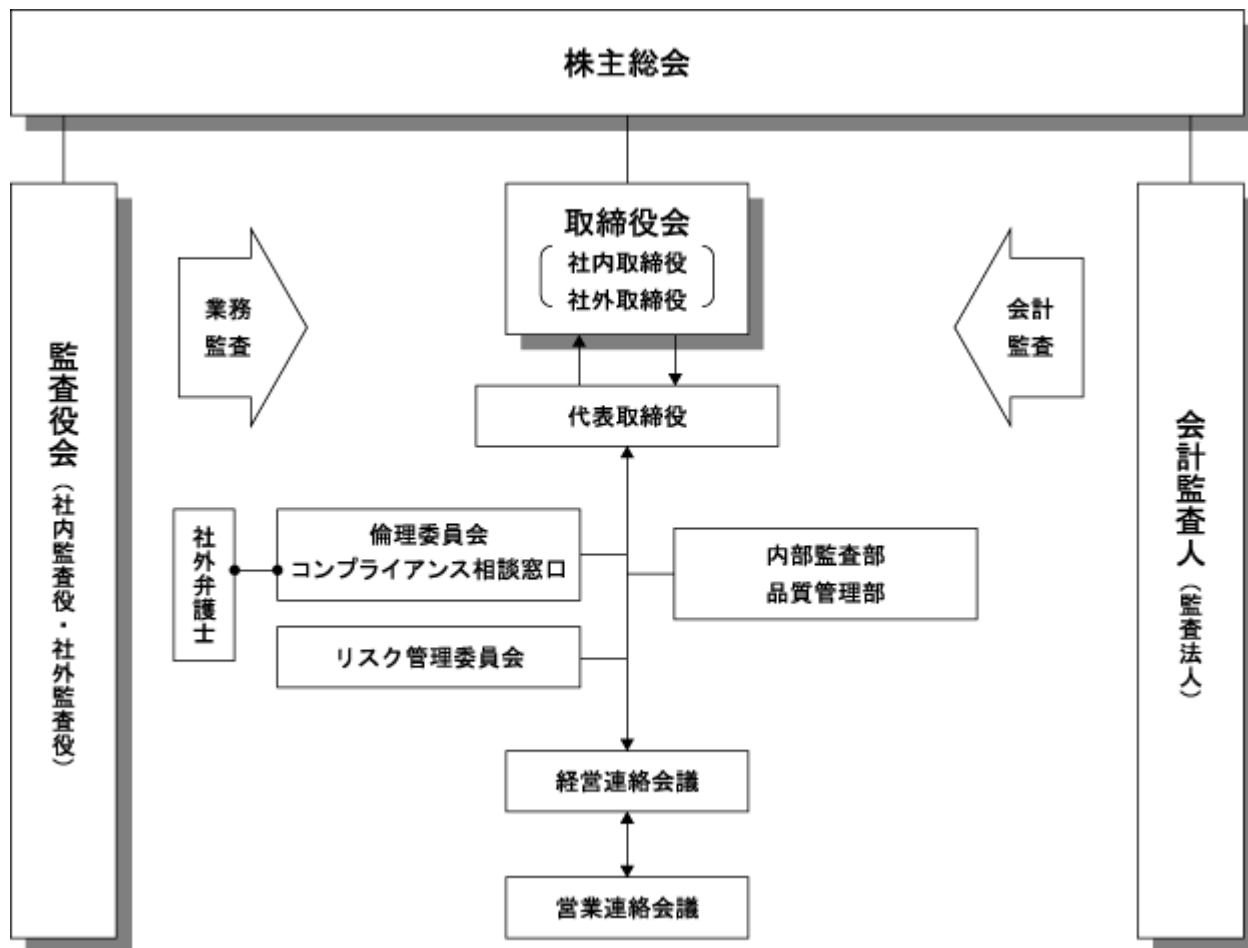 株主総会
取締役会
社内取締役
社外取締役
業務
監査
会計
監査
監査役会（社内監査役・社外監査役）
会計監査人（監査法人）
代表取締役
社外弁護士
倫理委員会
コンプライアンス相談窓口
内部監査部
品質管理部
リスク管理委員会
経営連絡会議
営業連絡会議